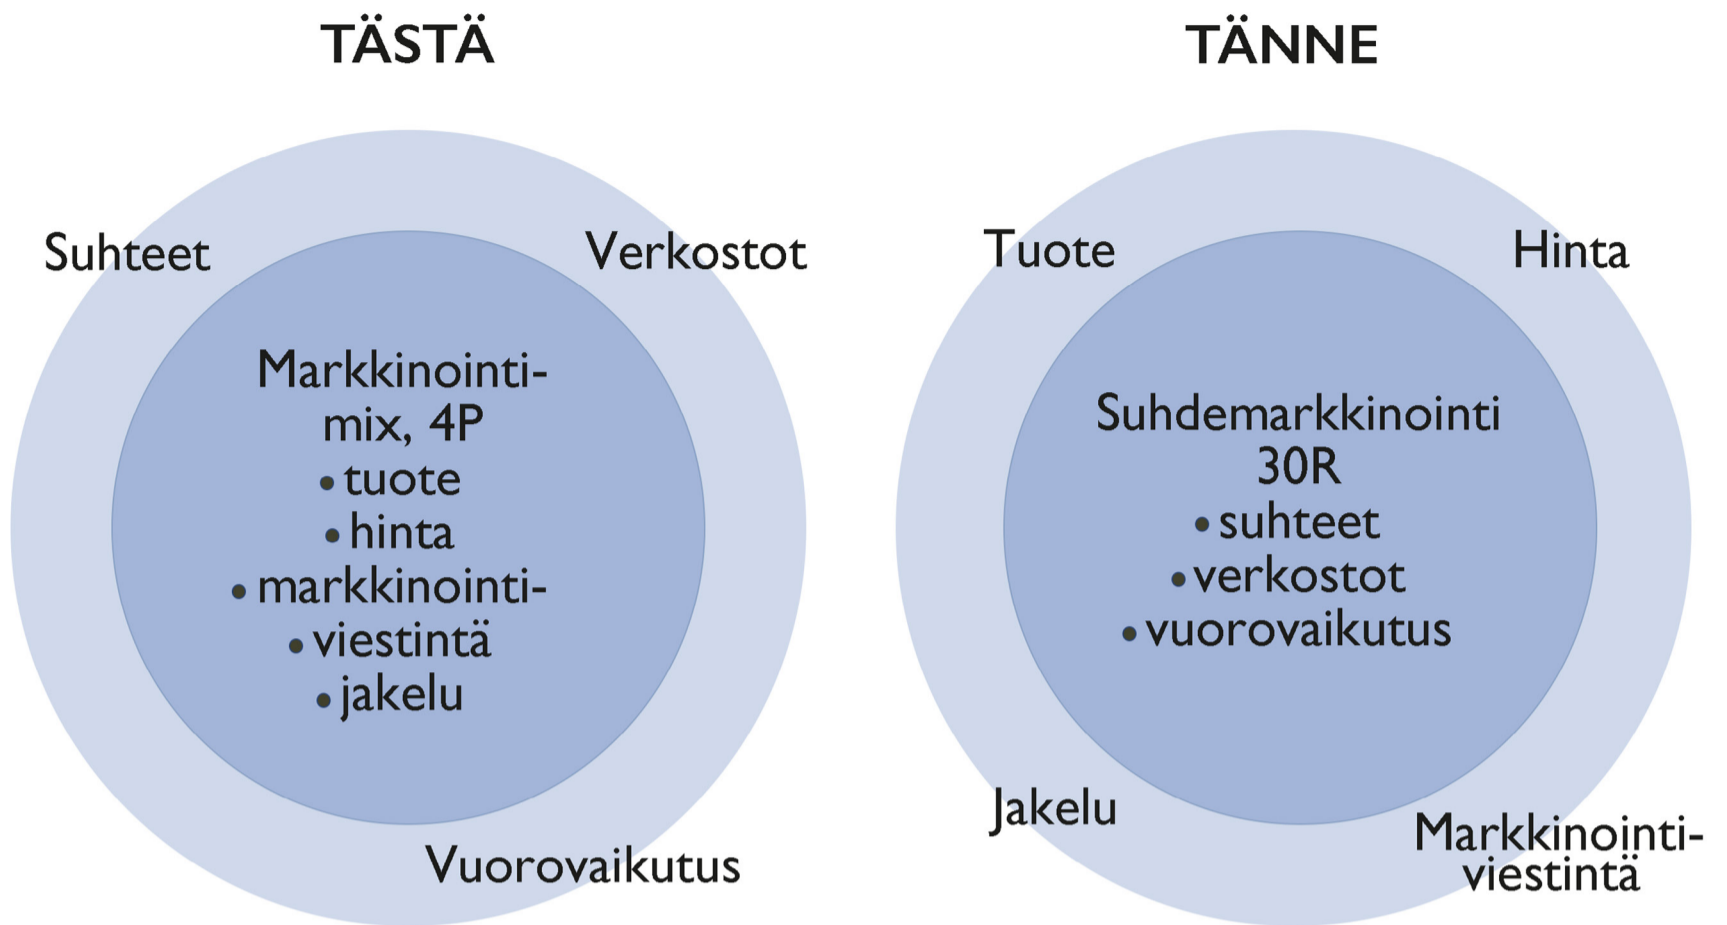 TÄSTÄ
Suhteet
Verkostot
Markkinointi-
mix, 4P
• tuote
• hinta
• markkinointi-
• viestintä
• jakelu
Vuorovaikutus
TÄNNE
Tuote
Hinta
Suhdemarkkinointi
30R
• suhteet
• verkostot
• vuorovaikutus
Jakelu
Markkinointi-
viestintä